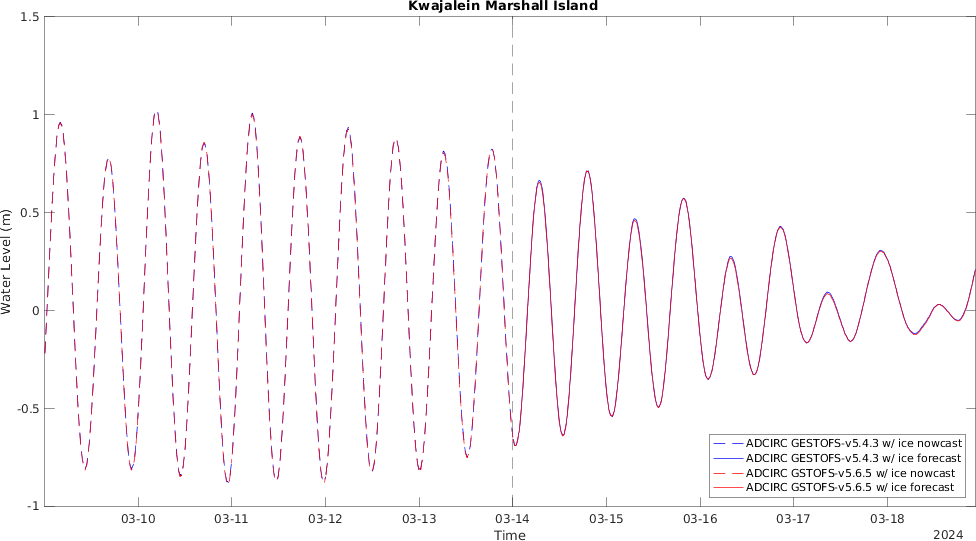 Kwajalein Marshall Island
1.5
1
0.5
0
-0.5
-1
Water Level (m)
03-10 03-11 03-12 03-13 03-14 03-15 03-16 03-17 03-18
Time
2024
ADCIRC GESTOFS-v5.4.3 w/ ice nowcast
ADCIRC GESTOFS-v5.4.3 w/ ice forecast
ADCIRC GSTOFS-v5.6.5 w/ ice nowcast
ADCIRC GSTOFS-v5.6.5 w/ ice forecast